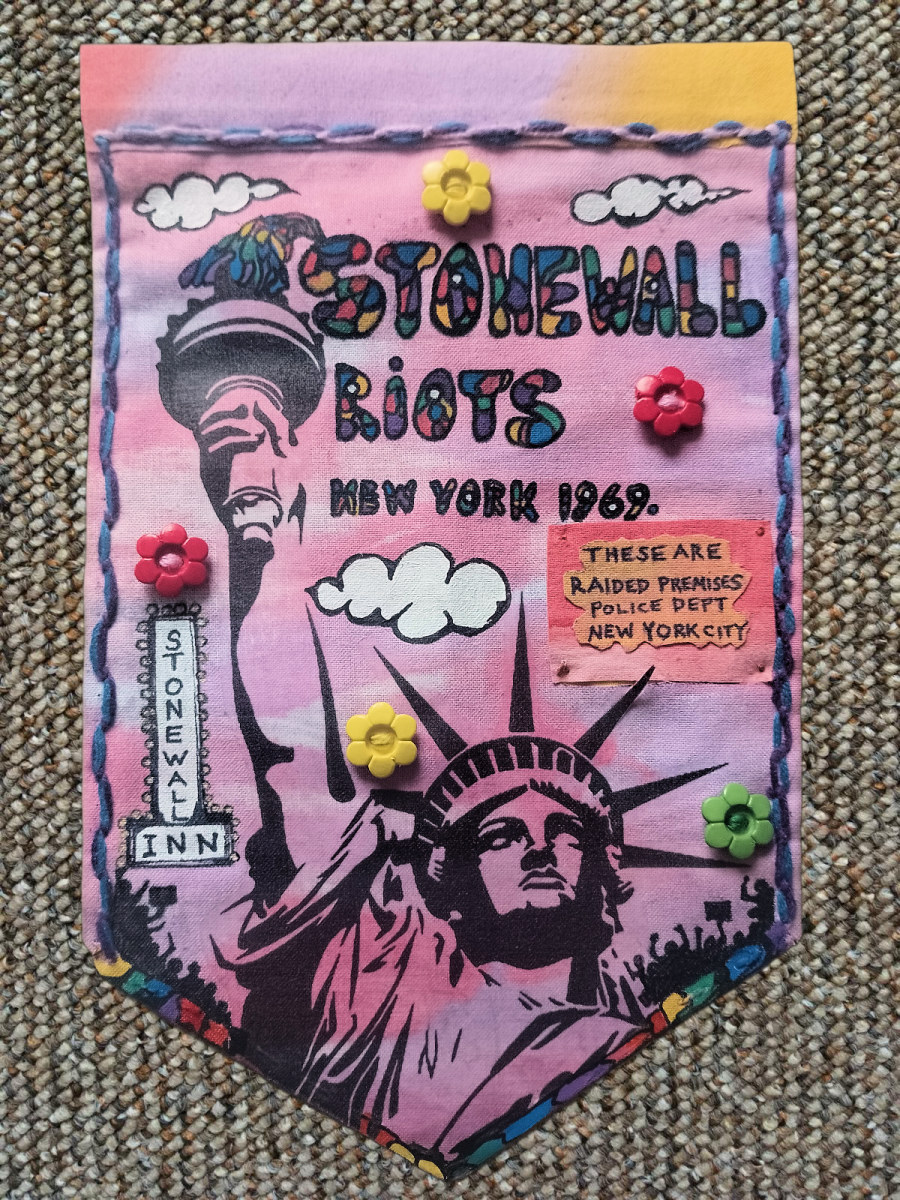 STONEWALL
RiOTS
NEW YORK 1969.
THESE ARE
RAIDED PREMISES
POLICE DEPT
NEW YORK CITY
STONEWALL
INN